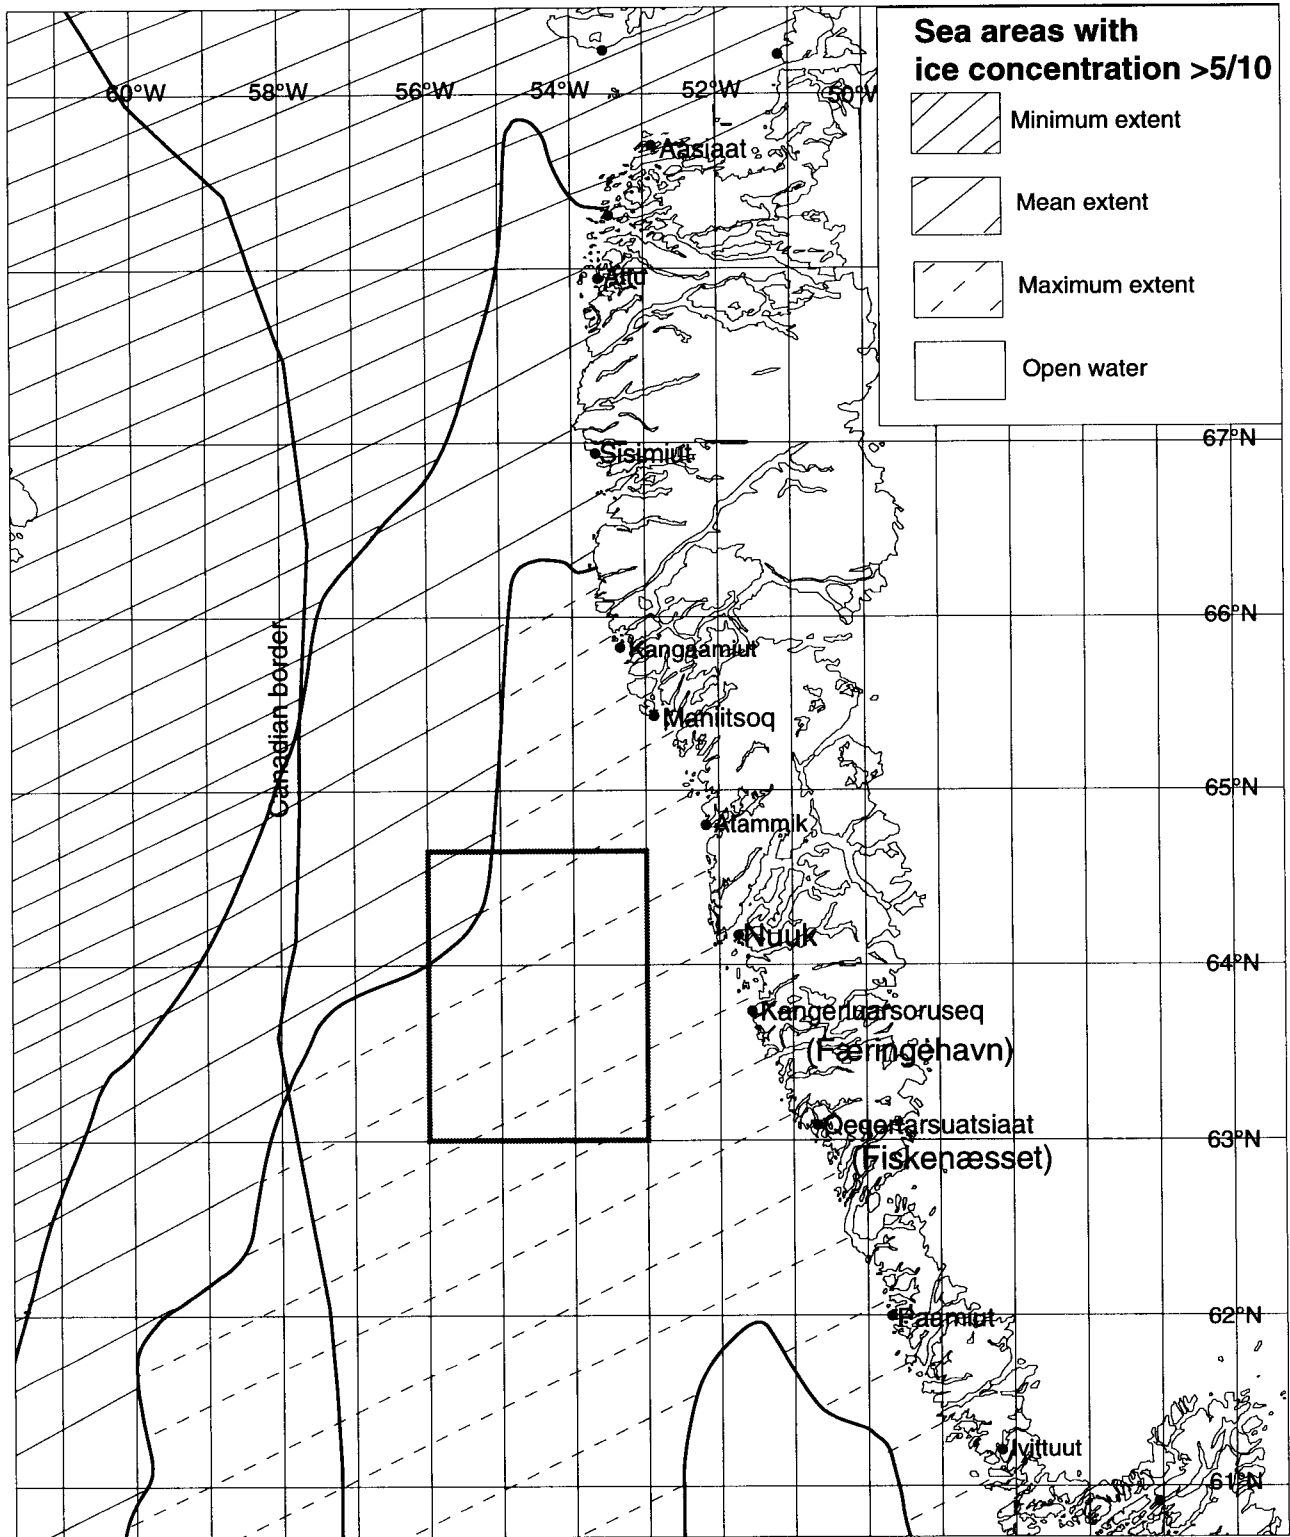 Sea areas with
ice concentration >5/10
Minimum extent
Mean extent
Maximum extent
Open water
60°W
58°W
56°W
54°W
52°W
50°W
Aasiaat
Attu
67°N
Sisimiut
66°N
Kangaamiut
Canadian border
Maniitsoq
65°N
Atammik
Nuuk
64°N
Kangerluarsoruseq
(Færingehavn)
Qeqertarsuatsiaat
63°N
(Fiskenæsset)
Paamiut
62°N
Ivittuut
61°N